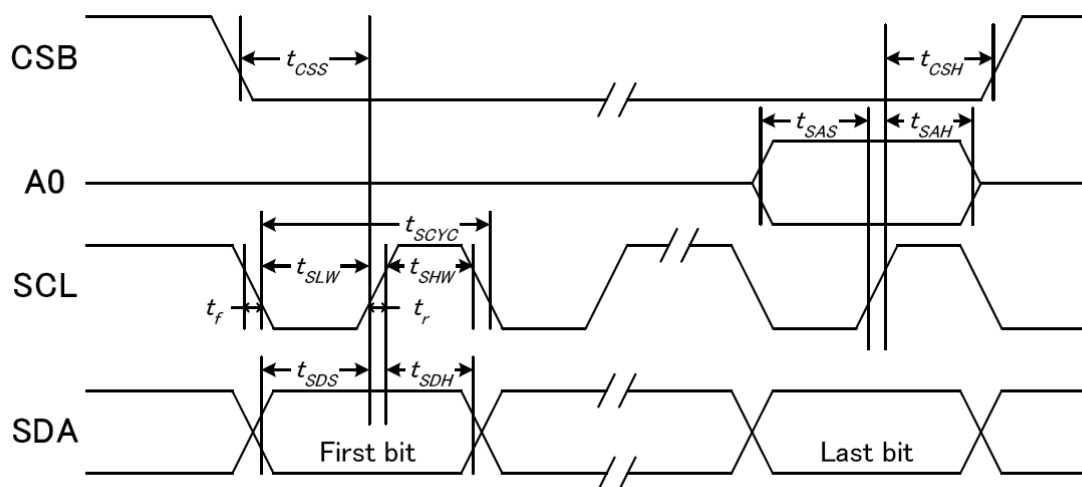 CSB
tCSS
tCSH
tSAS
tSAH
A0
tSCYC
tSLW
tSHW
SCL
tf
tr
tSDS
tSDH
SDA
First bit
Last bit